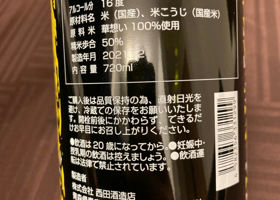 アルコール分 16度
原材料名 米（国産）、米こうじ（国産米）
原料米 華想い100%使用
精米歩合 50%
製造年月 2021.
内容量 720ml
ご購入後は品質保持の為、直射日光を
避け、冷蔵での保存をお願いいたしま
す。開栓前後にかかわらず、できるだ
けお早目にお召し上がりください。
●飲酒は20歳になってから。●妊娠中・
授乳期の飲酒は控えましょう。●飲酒運
転は法律で禁止されています。
製造者
株式会社 西田酒造店